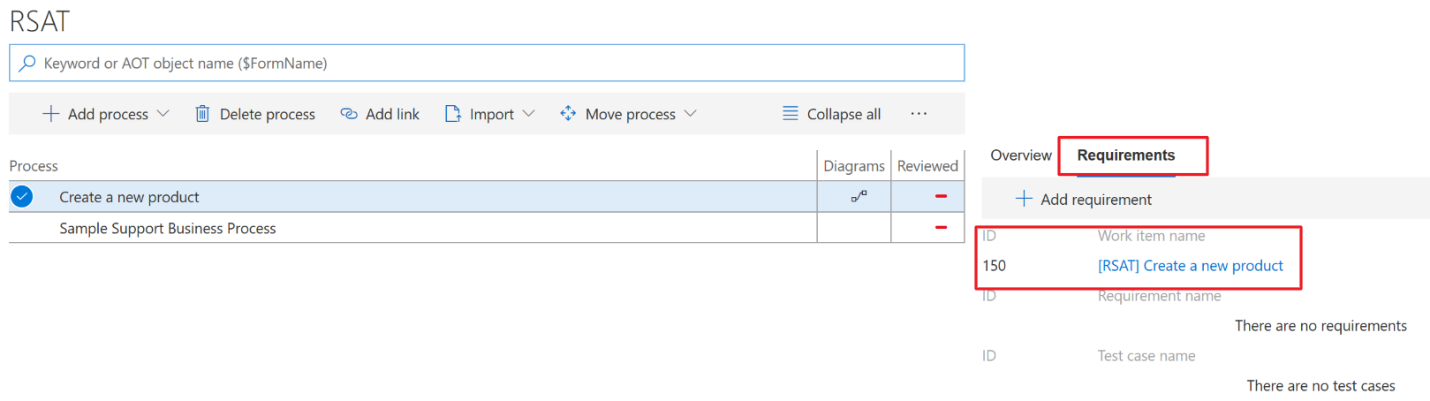 RSAT
Keyword or AOT object name ($FormName)
Add process Delete process Add link Import Move process Collapse all ...
Process Diagrams Reviewed
Create a new product
Sample Support Business Process
Overview Requirements
Add requirement
ID Work item name
150 [RSAT] Create a new product
ID Requirement name
There are no requirements
ID Test case name
There are no test cases